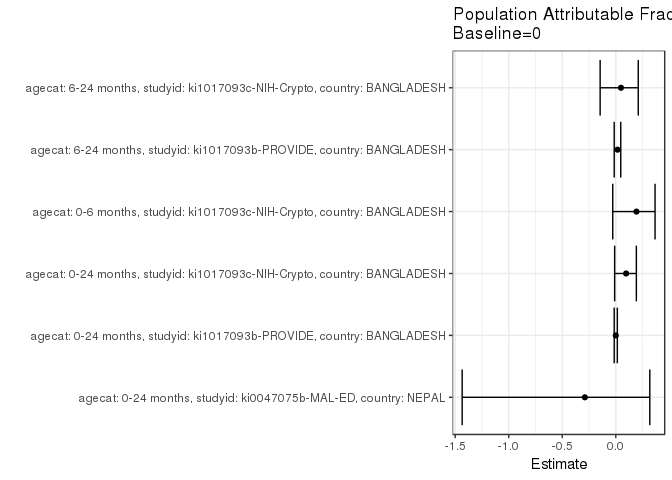 Population Attributable Frac
Baseline=0
agecat: 6-24 months, studyid: ki1017093c-NIH-Crypto, country: BANGLADESH
agecat: 6-24 months, studyid: ki1017093b-PROVIDE, country: BANGLADESH
agecat: 0-6 months, studyid: ki1017093c-NIH-Crypto, country: BANGLADESH
agecat: 0-24 months, studyid: ki1017093c-NIH-Crypto, country: BANGLADESH
agecat: 0-24 months, studyid: ki1017093b-PROVIDE, country: BANGLADESH
agecat: 0-24 months, studyid: ki0047075b-MAL-ED, country: NEPAL
-1.5 -1.0 -0.5 0.0
Estimate